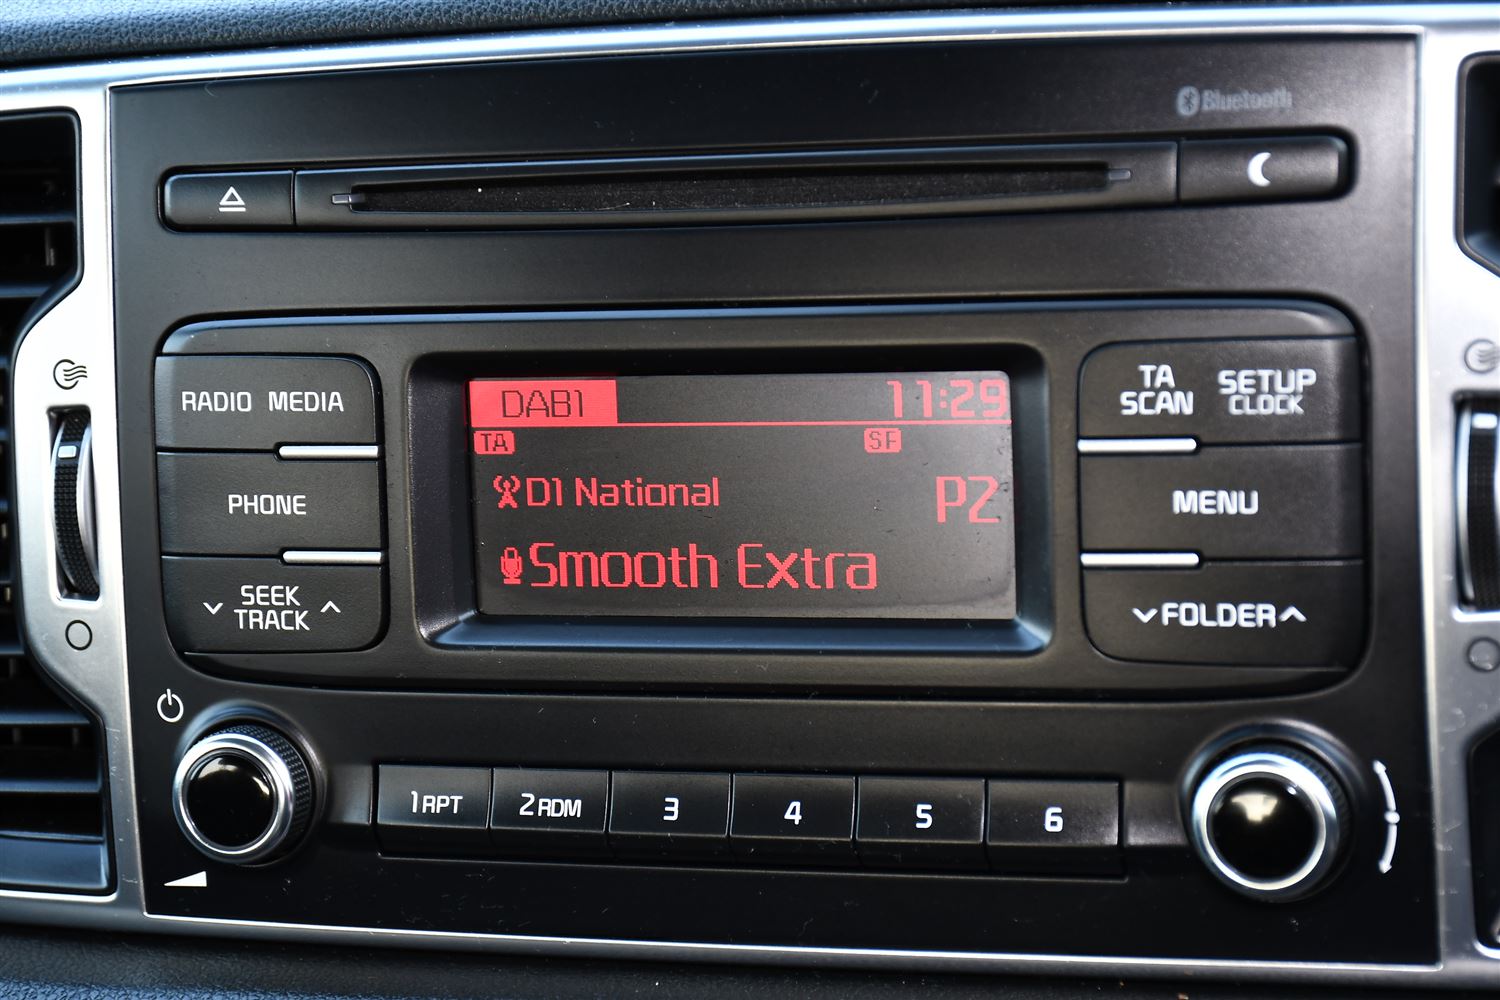 Bluetooth
RADIO MEDIA
PHONE
SEEK
TRACK
DAB1 11:29
TA SF
D1 National P2
Smooth Extra
TA
SCAN
SETUP
CLOCK
MENU
FOLDER
1 RPT 2 RDM 3 4 5 6